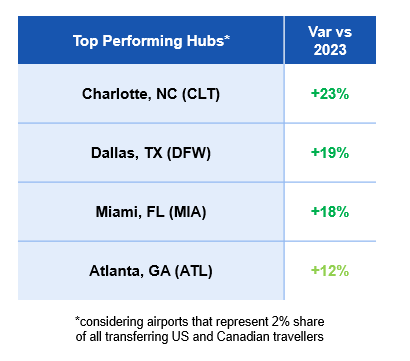 Top Performing Hubs*
Var vs
2023
Charlotte, NC (CLT)
+23%
Dallas, TX (DFW)
+19%
Miami, FL (MIA)
+18%
Atlanta, GA (ATL)
+12%
*considering airports that represent 2% share
of all transferring US and Canadian travellers